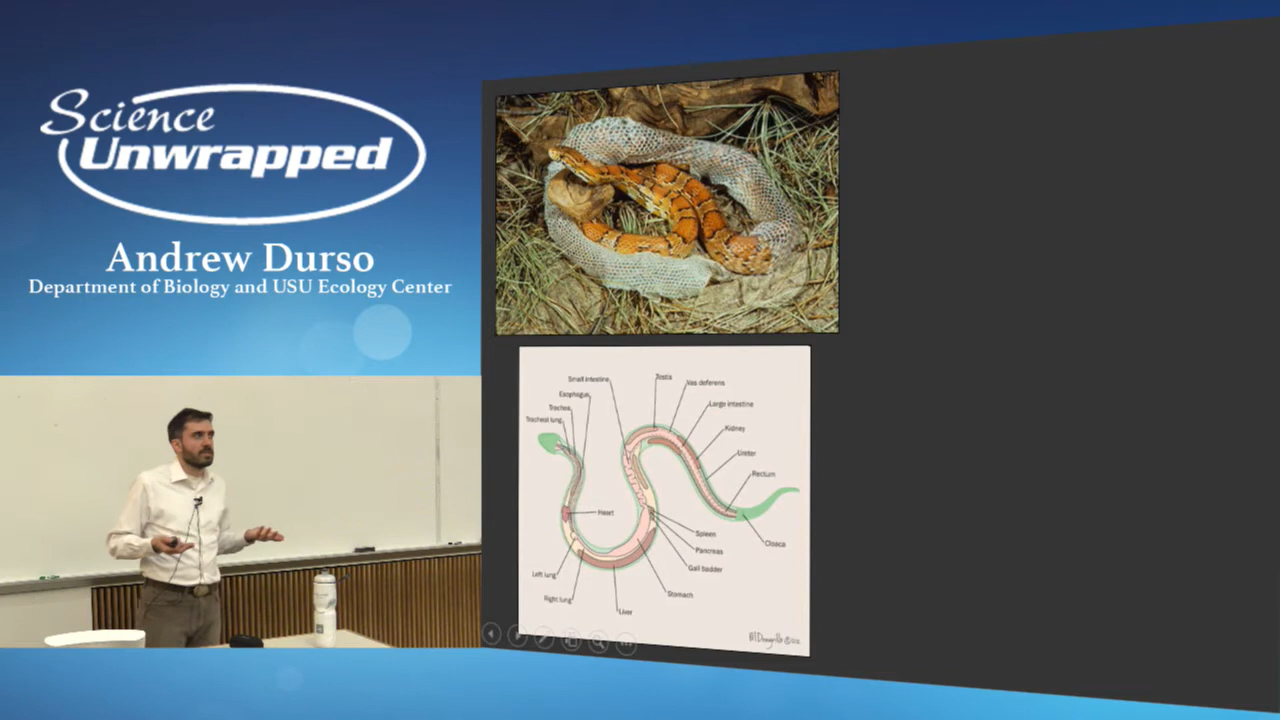 Science
Unwrapped
Andrew Durso
Department of Biology and USU Ecology Center
Small intestine
Esophagus
Trachea
Tracheal lung
Testis
Vas deferens
Large intestine
Kidney
Ureter
Rectum
Heart
Spleen
Pancreas
Gall badder
Cloaca
Left lung
Right lung
Liver
Stomach